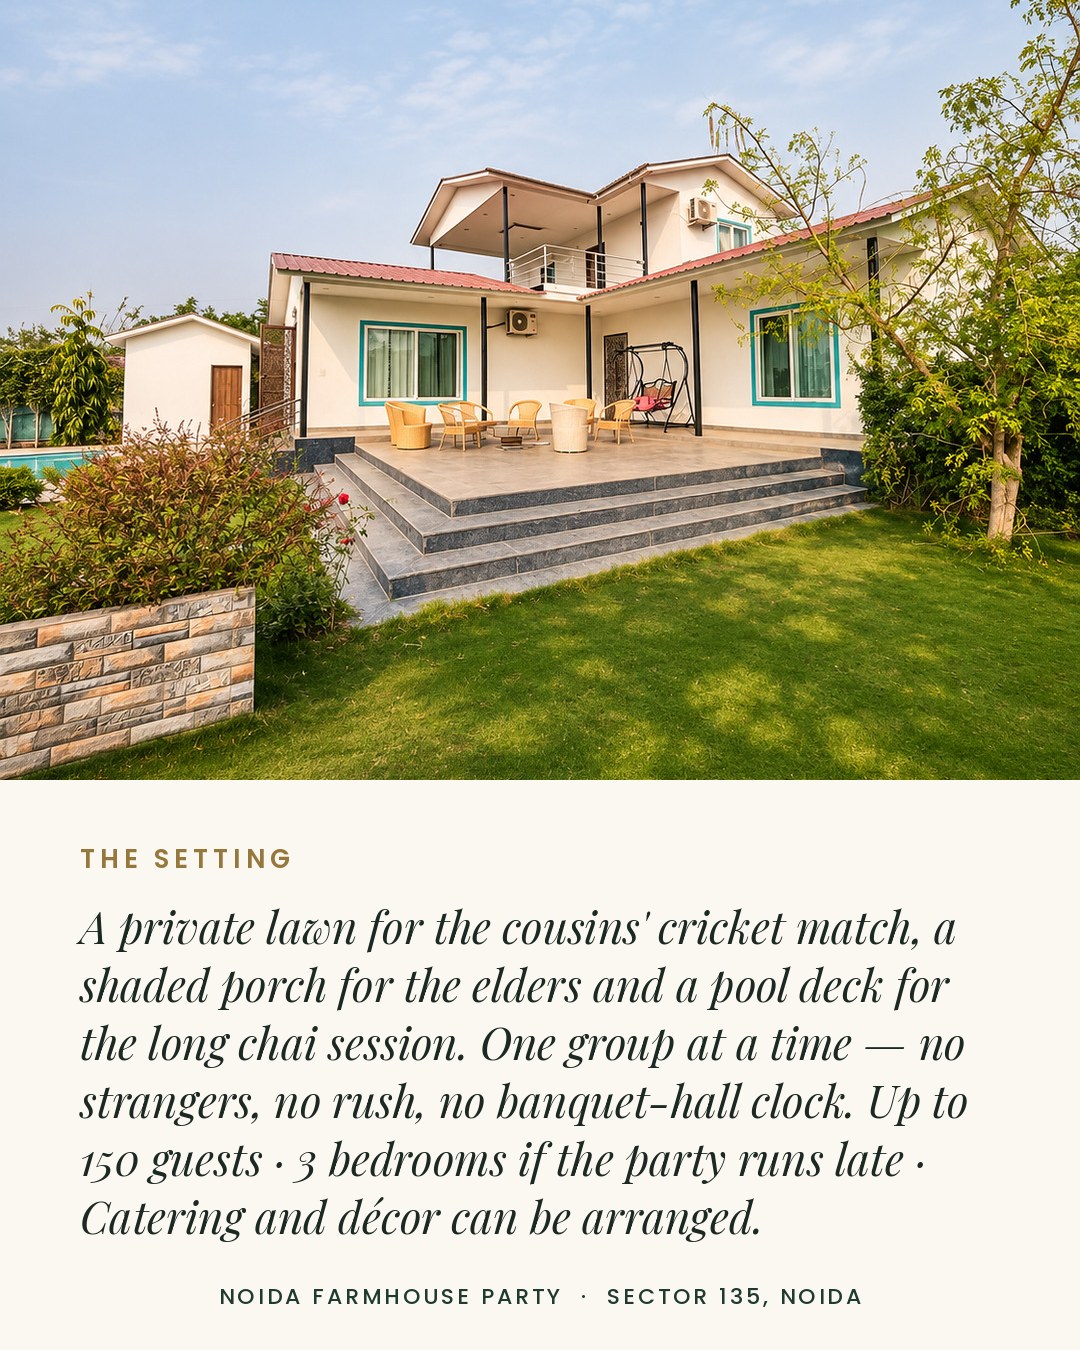 THE SETTING
A private lawn for the cousins' cricket match, a
shaded porch for the elders and a pool deck for
the long chai session. One group at a time — no
strangers, no rush, no banquet-hall clock. Up to
150 guests · 3 bedrooms if the party runs late ·
Catering and décor can be arranged.
NOIDA FARMHOUSE PARTY · SECTOR 135, NOIDA